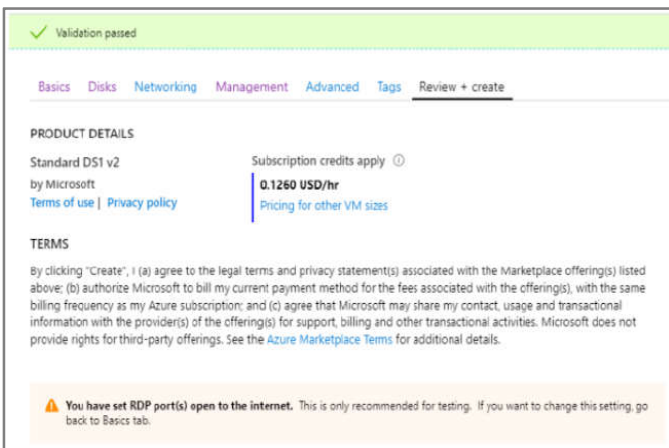 Validation passed
Basics Disks Networking Management Advanced Tags Review + create
PRODUCT DETAILS
Standard DS1 v2
by Microsoft
Terms of use | Privacy policy
Subscription credits apply
0.1260 USD/hr
Pricing for other VM sizes
TERMS
By clicking "Create", I (a) agree to the legal terms and privacy statement(s) associated with the Marketplace offering(s) listed
above; (b) authorize Microsoft to bill my current payment method for the fees associated with the offering(s), with the same
billing frequency as my Azure subscription; and (c) agree that Microsoft may share my contact, usage and transactional
information with the provider(s) of the offering(s) for support, billing and other transactional activities. Microsoft does not
provide rights for third-party offerings. See the Azure Marketplace Terms for additional details.
You have set RDP port(s) open to the internet. This is only recommended for testing. If you want to change this setting, go
back to Basics tab.